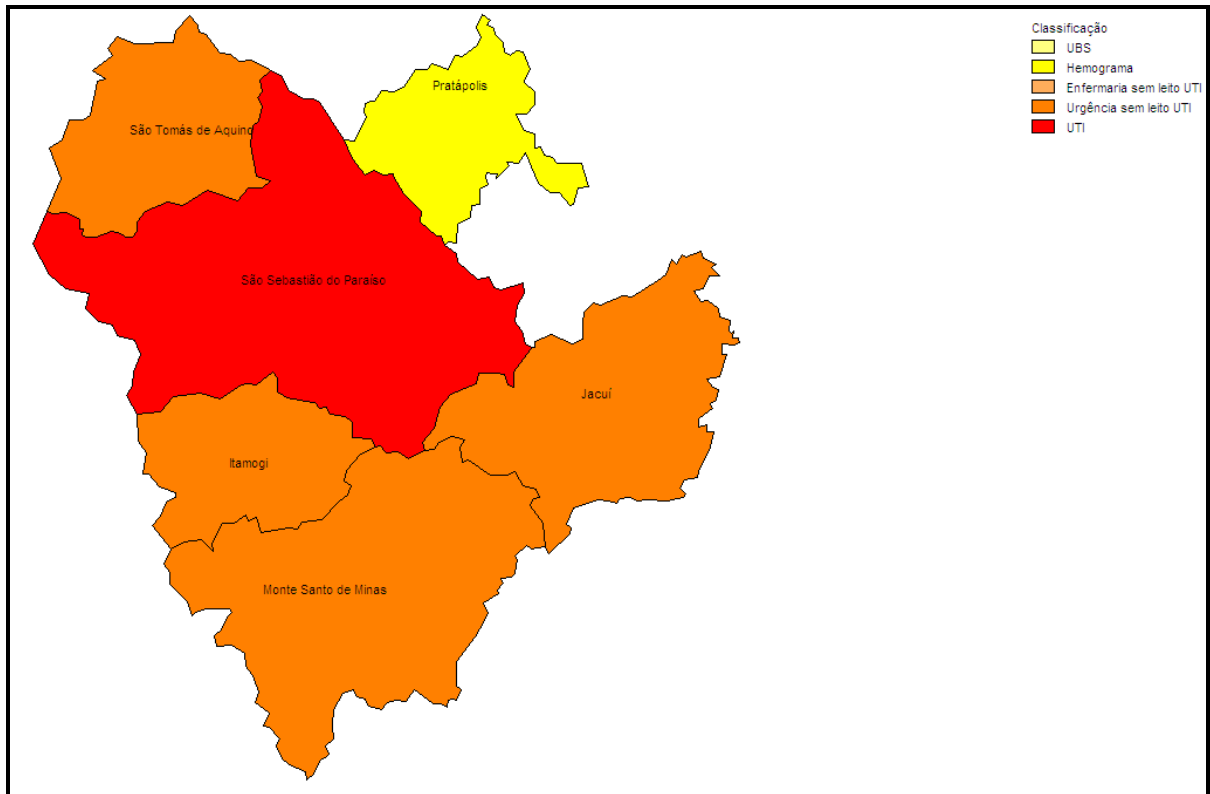 Classificação
UBS
Hemograma
Enfermaria sem leito UTI
Urgência sem leito UTI
UTI
Pratápolis
São Tomás de Aquino
São Sebastião do Paraíso
Jacuí
Itamogi
Monte Santo de Minas